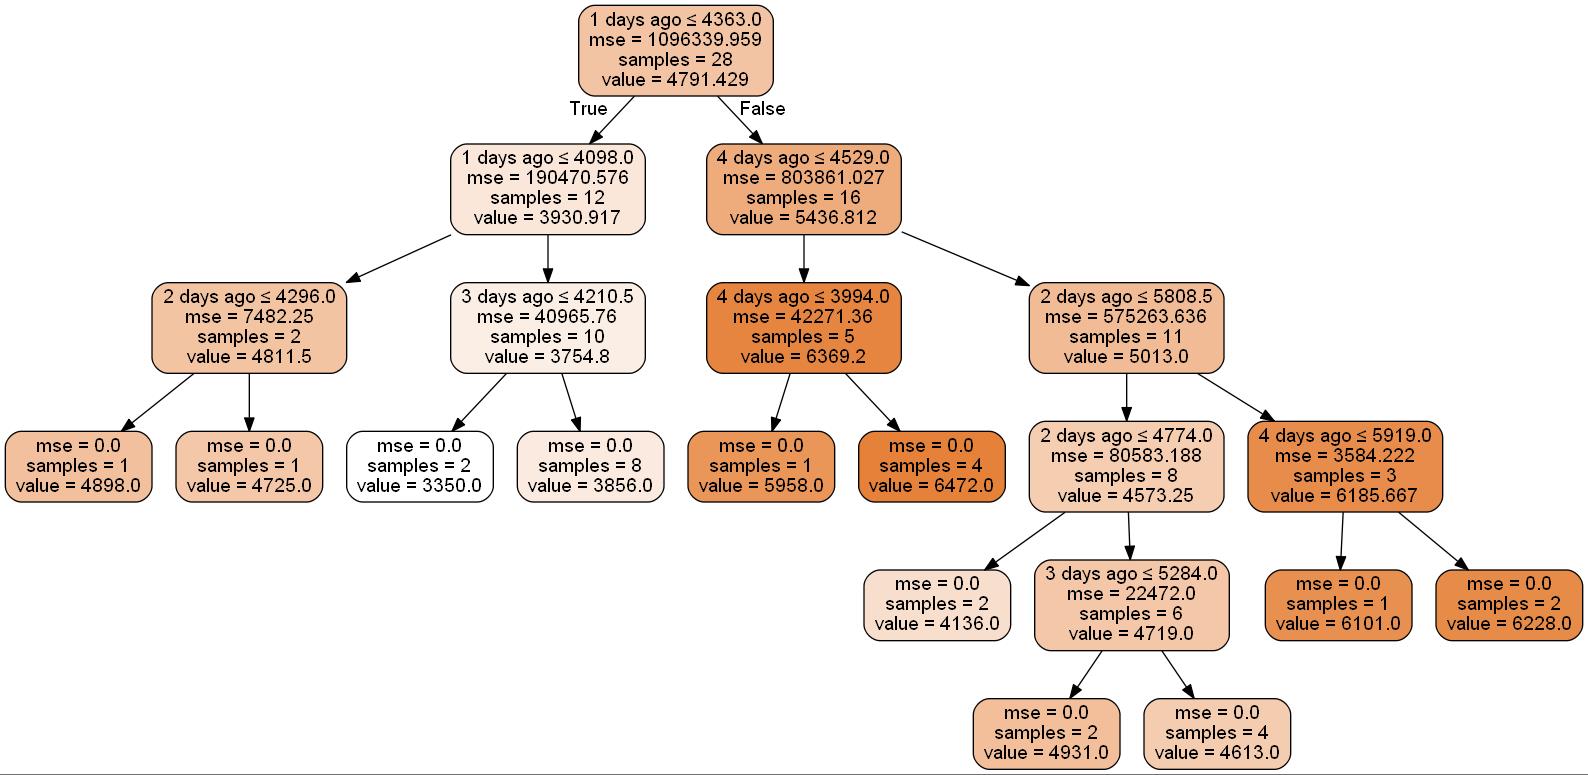 1 days ago ≤ 4363.0
mse = 1096339.959
samples = 28
value = 4791.429
True
False
1 days ago ≤ 4098.0
mse = 190470.576
samples = 12
value = 3930.917
4 days ago ≤ 4529.0
mse = 803861.027
samples = 16
value = 5436.812
2 days ago ≤ 4296.0
mse = 7482.25
samples = 2
value = 4811.5
3 days ago ≤ 4210.5
mse = 40965.76
samples = 10
value = 3754.8
4 days ago ≤ 3994.0
mse = 42271.36
samples = 5
value = 6369.2
2 days ago ≤ 5808.5
mse = 575263.636
samples = 11
value = 5013.0
mse = 0.0
samples = 1
value = 4898.0
mse = 0.0
samples = 1
value = 4725.0
mse = 0.0
samples = 2
value = 3350.0
mse = 0.0
samples = 8
value = 3856.0
mse = 0.0
samples = 1
value = 5958.0
mse = 0.0
samples = 4
value = 6472.0
2 days ago ≤ 4774.0
mse = 80583.188
samples = 8
value = 4573.25
4 days ago ≤ 5919.0
mse = 3584.222
samples = 3
value = 6185.667
mse = 0.0
samples = 2
value = 4136.0
3 days ago ≤ 5284.0
mse = 22472.0
samples = 6
value = 4719.0
mse = 0.0
samples = 1
value = 6101.0
mse = 0.0
samples = 2
value = 6228.0
mse = 0.0
samples = 2
value = 4931.0
mse = 0.0
samples = 4
value = 4613.0